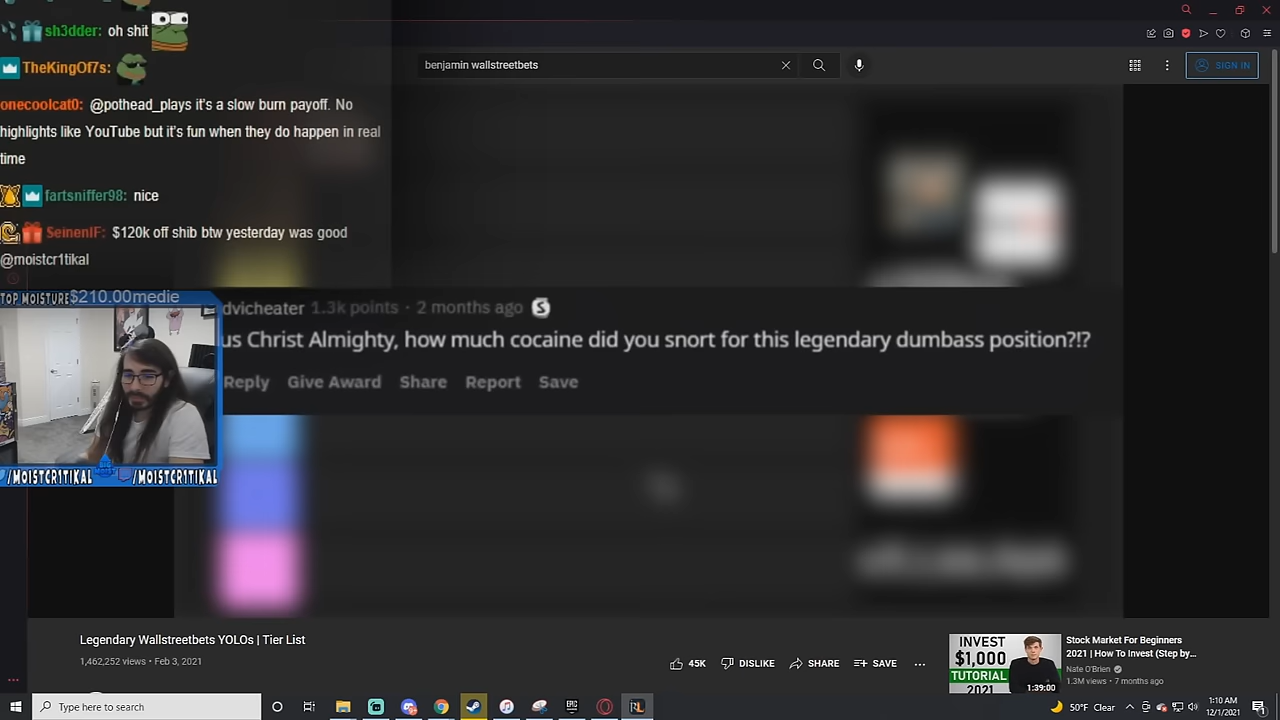 sh3dder: oh shit
TheKingOf7s:
onecoolcat0: @pothead_plays it's a slow burn payoff. No
highlights like YouTube but it's fun when they do happen in real
time
fartsniffer98: nice
SeinenIF: $120k off shib btw yesterday was good
@moistcr1tikal
benjamin wallstreetbets
SIGN IN
TOP MOISTURE $210.00 medie
dvicheater 1.3k points · 2 months ago
us Christ Almighty, how much cocaine did you snort for this legendary dumbass position?!?
Reply Give Award Share Report Save
BIG MOIST
/MOISTCR1TIKAL /MOISTCR1TIKAL
Legendary Wallstreetbets YOLOs | Tier List
1,462,252 views • Feb 3, 2021
45K DISLIKE SHARE SAVE ...
INVEST
$1,000
TUTORIAL
2021
1:39:00
Stock Market For Beginners
2021 | How To Invest (Step by...
Nate O'Brien
1.3M views • 7 months ago
Type here to search
EPIC
RL
50°F Clear
1:10 AM
12/1/2021